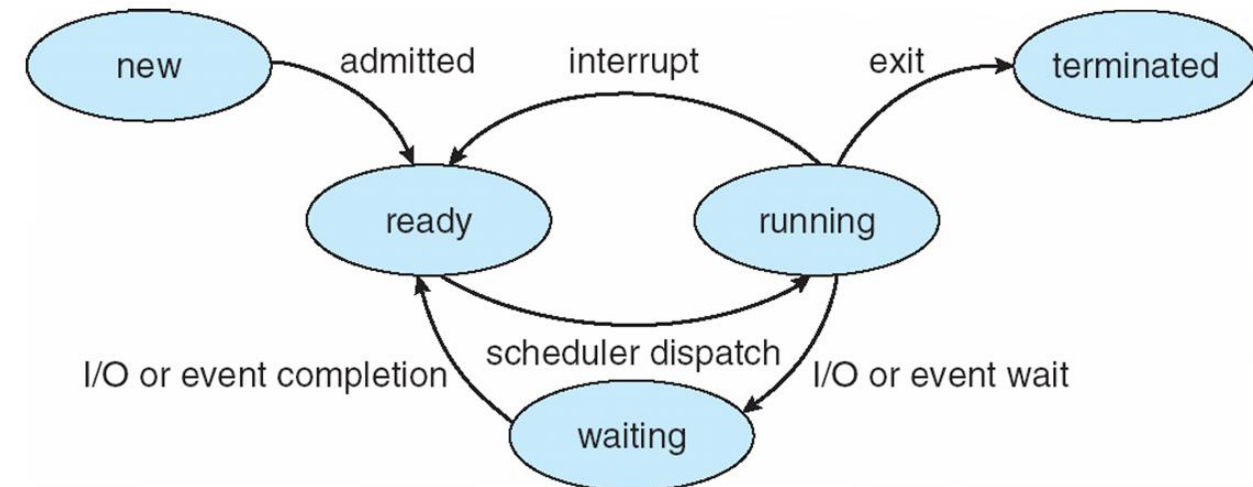 new
admitted
interrupt
exit
terminated
ready
running
scheduler dispatch
I/O or event completion
I/O or event wait
waiting